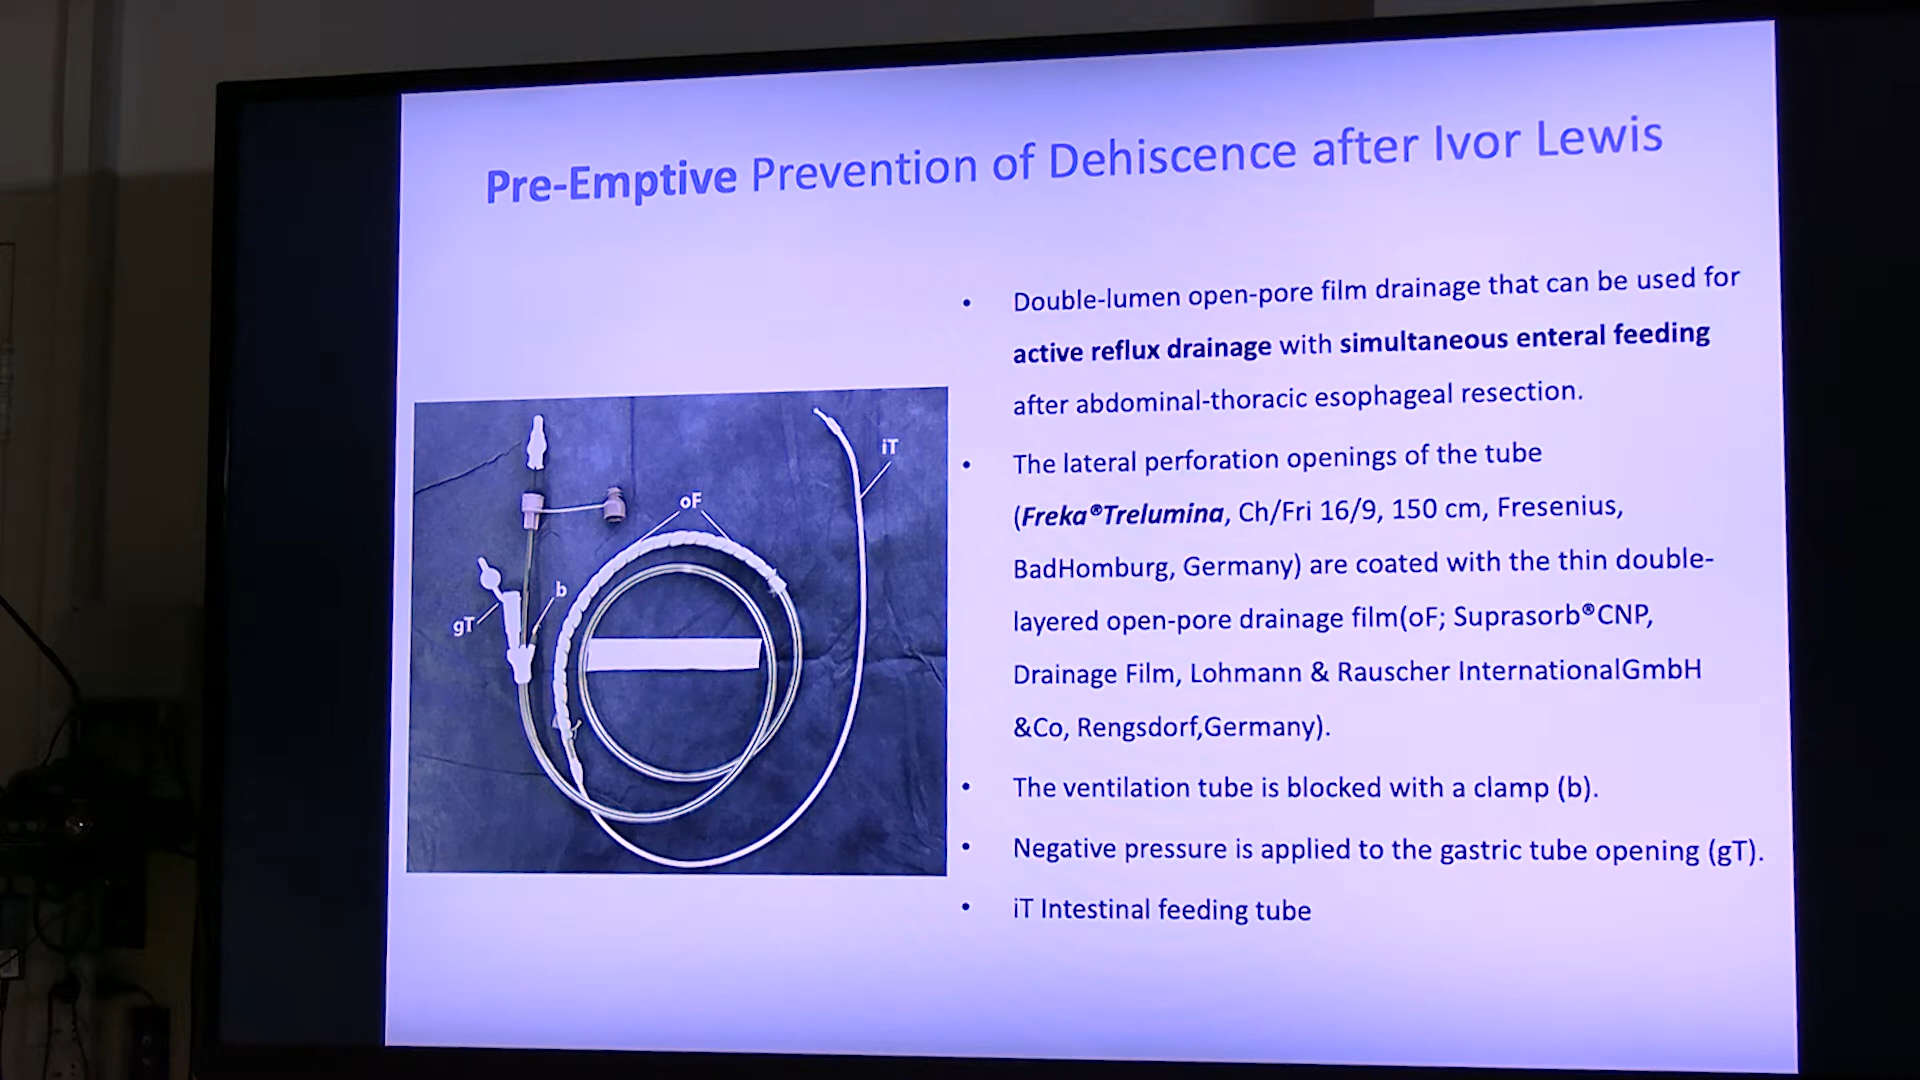 Pre-Emptive Prevention of Dehiscence after Ivor Lewis
• Double-lumen open-pore film drainage that can be used for
active reflux drainage with simultaneous enteral feeding
after abdominal-thoracic esophageal resection.
• The lateral perforation openings of the tube
(Freka®Trelumina, Ch/Fri 16/9, 150 cm, Fresenius,
BadHomburg, Germany) are coated with the thin double-
layered open-pore drainage film(oF; Suprasorb®CNP,
Drainage Film, Lohmann & Rauscher InternationalGmbH
&Co, Rengsdorf,Germany).
• The ventilation tube is blocked with a clamp (b).
• Negative pressure is applied to the gastric tube opening (gT).
• iT Intestinal feeding tube
iT
oF
b
gT